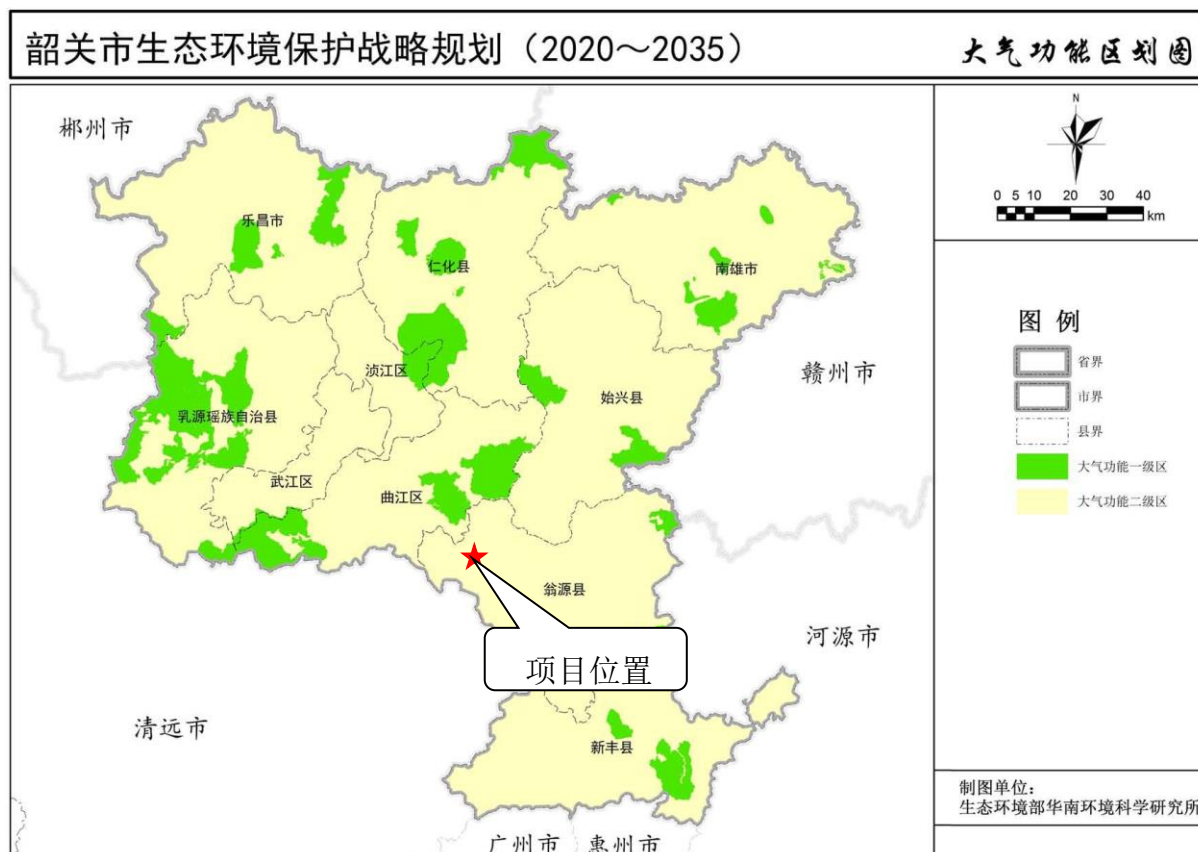 韶关市生态环境保护战略规划（2020～2035）
大气功能区划图
郴州市
N
0 5 10 20 30 40
km
乐昌市
仁化县
南雄市
图 例
省界
市界
县界
大气功能一级区
大气功能二级区
浈江区
赣州市
始兴县
乳源瑶族自治县
武江区
曲江区
翁源县
项目位置
河源市
清远市
新丰县
制图单位：
生态环境部华南环境科学研究所
广州市
惠州市